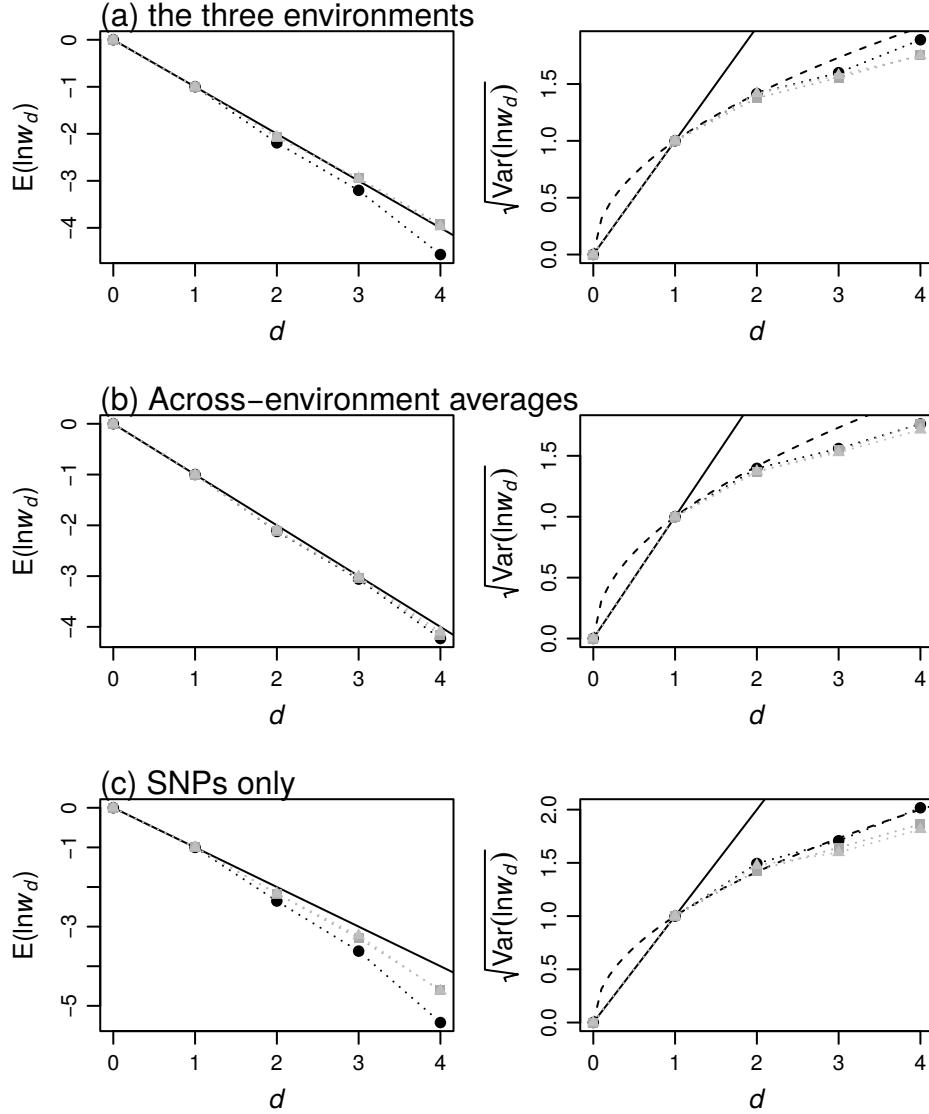 (a) the three environments
E(lnw_d)
0
−1
−2
−3
−4
0 1 2 3 4
d
√Var(lnw_d)
0.0
0.5
1.0
1.5
0 1 2 3 4
d
(b) Across−environment averages
E(lnw_d)
0
−1
−2
−3
−4
0 1 2 3 4
d
√Var(lnw_d)
0.0
0.5
1.0
1.5
0 1 2 3 4
d
(c) SNPs only
E(lnw_d)
0
−1
−3
−5
0 1 2 3 4
d
√Var(lnw_d)
0.0
0.5
1.0
1.5
2.0
0 1 2 3 4
d